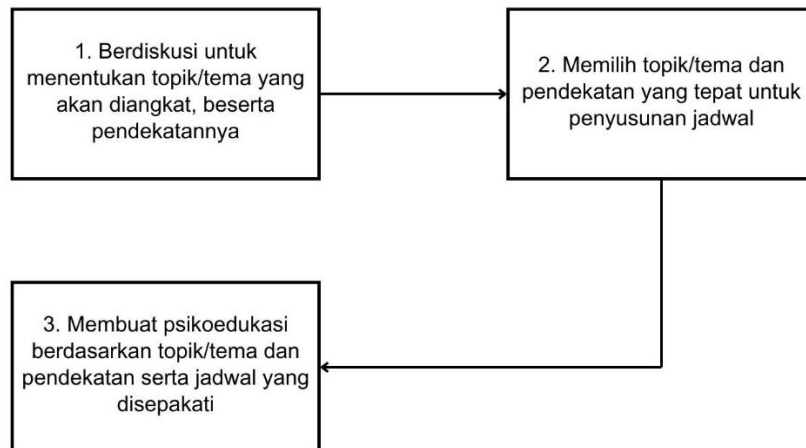 1. Berdiskusi untuk
menentukan topik/tema yang
akan diangkat, beserta
pendekatannya
2. Memilih topik/tema dan
pendekatan yang tepat untuk
penyusunan jadwal
3. Membuat psikoedukasi
berdasarkan topik/tema dan
pendekatan serta jadwal yang
disepakati